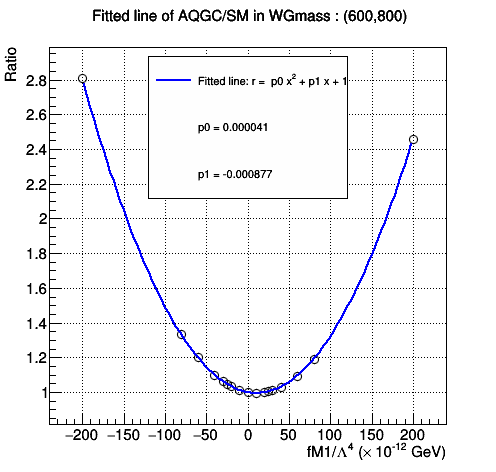 Fitted line of AQGC/SM in WGmass : (600,800)
Ratio
Fitted line: r = p0 x² + p1 x + 1
p0 = 0.000041
p1 = -0.000877
2.8
2.6
2.4
2.2
2
1.8
1.6
1.4
1.2
1
−200 −150 −100 −50 0 50 100 150 200
fM1/Λ⁴ (× 10⁻¹² GeV)